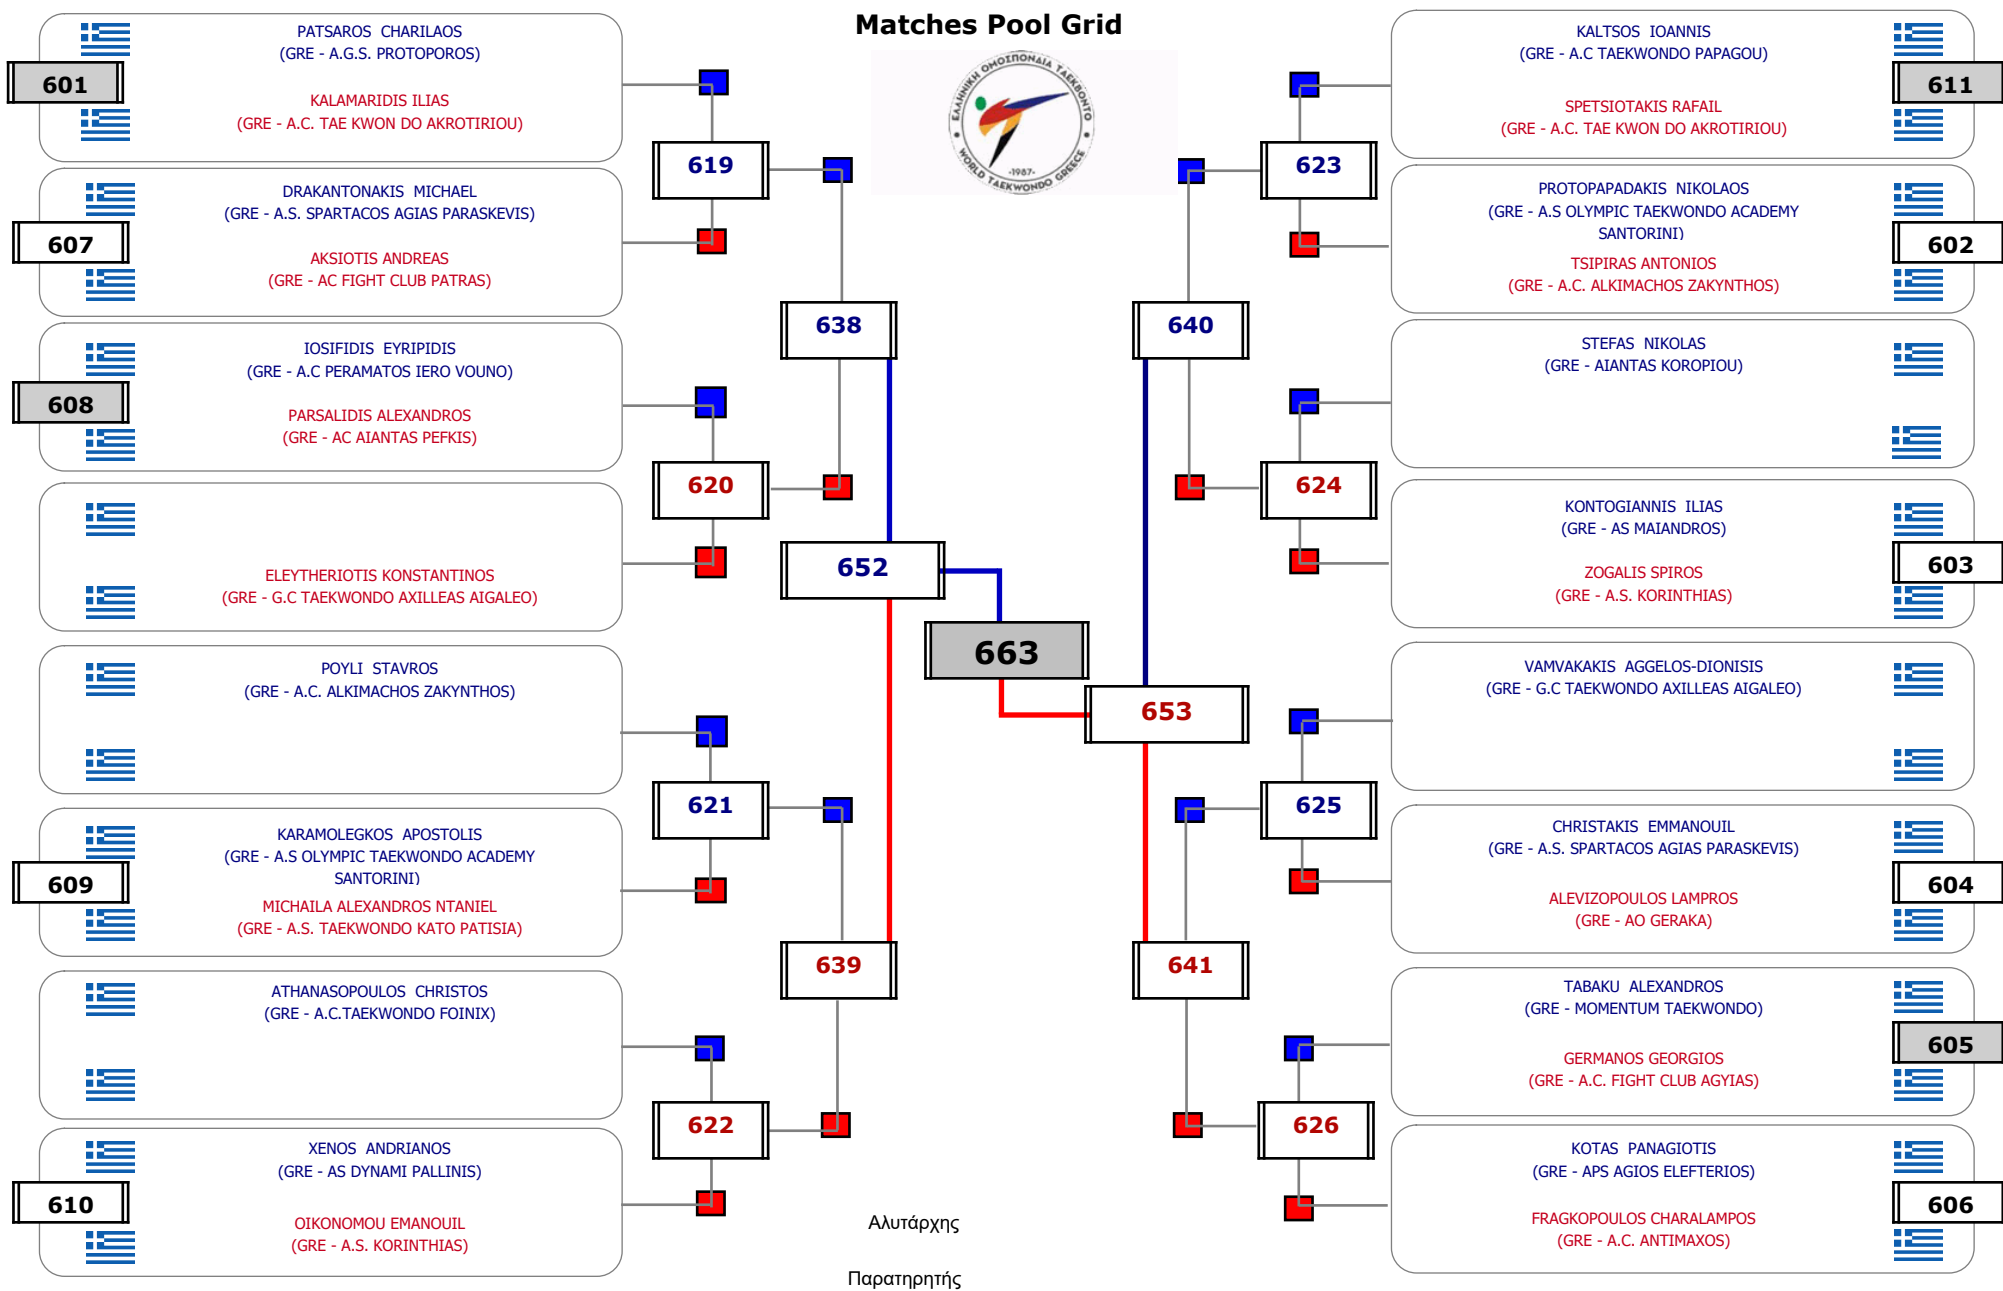 Matches Pool Grid
ΕΛΛΗΝΙΚΗ ΟΜΟΣΠΟΝΔΙΑ ΤΑΕΚΒΟΝΤΟ
-1987-
WORLD TAEKWONDO GREECE
PATSAROS CHARILAOS
(GRE - A.G.S. PROTOPOROS)
601
KALAMARIDIS ILIAS
(GRE - A.C. TAE KWON DO AKROTIRIOU)
DRAKANTONAKIS MICHAEL
(GRE - A.S. SPARTACOS AGIAS PARASKEVIS)
607
AKSIOTIS ANDREAS
(GRE - AC FIGHT CLUB PATRAS)
IOSIFIDIS EYRIPIDIS
(GRE - A.C PERAMATOS IERO VOUNO)
608
PARSALIDIS ALEXANDROS
(GRE - AC AIANTAS PEFKIS)
ELEYTHERIOTIS KONSTANTINOS
(GRE - G.C TAEKWONDO AXILLEAS AIGALEO)
POYLI STAVROS
(GRE - A.C. ALKIMACHOS ZAKYNTHOS)
KARAMOLEGKOS APOSTOLIS
(GRE - A.S OLYMPIC TAEKWONDO ACADEMY
SANTORINI)
609
MICHAILA ALEXANDROS NTANIEL
(GRE - A.S. TAEKWONDO KATO PATISIA)
ATHANASOPOULOS CHRISTOS
(GRE - A.C.TAEKWONDO FOINIX)
XENOS ANDRIANOS
(GRE - AS DYNAMI PALLINIS)
610
OIKONOMOU EMANOUIL
(GRE - A.S. KORINTHIAS)
619
620
621
622
638
639
652
663
653
640
641
623
624
625
626
KALTSOS IOANNIS
(GRE - A.C TAEKWONDO PAPAGOU)
611
SPETSIOTAKIS RAFAIL
(GRE - A.C. TAE KWON DO AKROTIRIOU)
PROTOPAPADAKIS NIKOLAOS
(GRE - A.S OLYMPIC TAEKWONDO ACADEMY
SANTORINI)
602
TSIPIRAS ANTONIOS
(GRE - A.C. ALKIMACHOS ZAKYNTHOS)
STEFAS NIKOLAS
(GRE - AIANTAS KOROPIOU)
KONTOGIANNIS ILIAS
(GRE - AS MAIANDROS)
603
ZOGALIS SPIROS
(GRE - A.S. KORINTHIAS)
VAMVAKAKIS AGGELOS-DIONISIS
(GRE - G.C TAEKWONDO AXILLEAS AIGALEO)
CHRISTAKIS EMMANOUIL
(GRE - A.S. SPARTACOS AGIAS PARASKEVIS)
604
ALEVIZOPOULOS LAMPROS
(GRE - AO GERAKA)
TABAKU ALEXANDROS
(GRE - MOMENTUM TAEKWONDO)
605
GERMANOS GEORGIOS
(GRE - A.C. FIGHT CLUB AGYIAS)
KOTAS PANAGIOTIS
(GRE - APS AGIOS ELEFTERIOS)
606
FRAGKOPOULOS CHARALAMPOS
(GRE - A.C. ANTIMAXOS)
Αλυτάρχης
Παρατηρητής